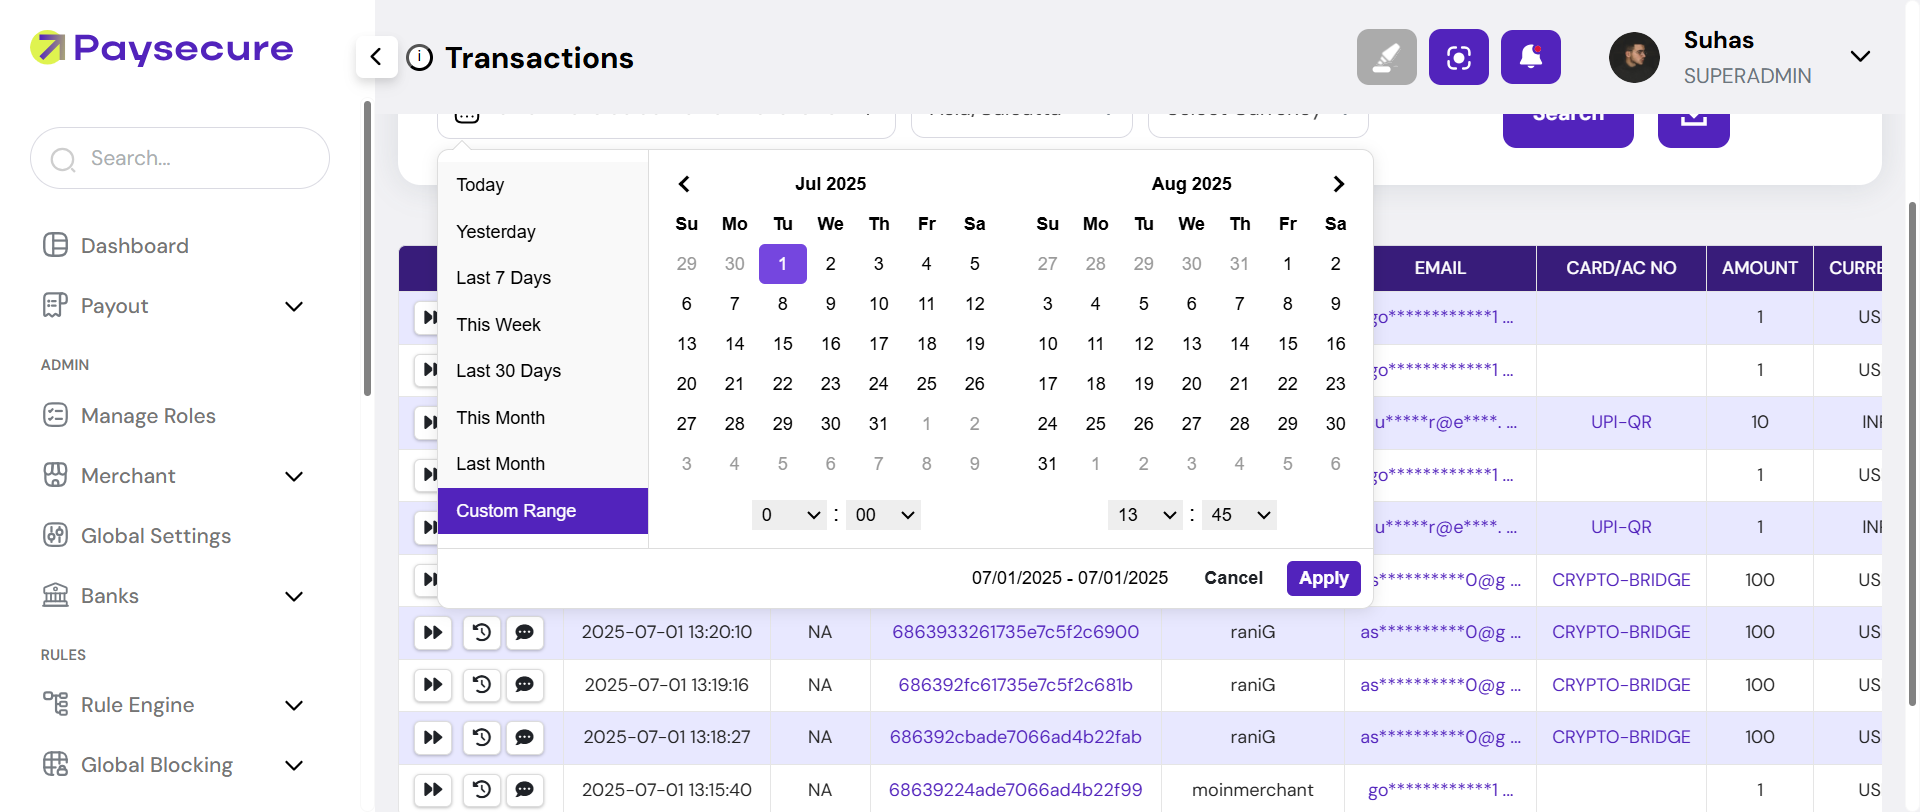 Paysecure
Transactions
Suhas
SUPERADMIN
Search...
Search
Dashboard
Payout
ADMIN
Manage Roles
Merchant
Global Settings
Banks
RULES
Rule Engine
Global Blocking
Today
Yesterday
Last 7 Days
This Week
Last 30 Days
This Month
Last Month
Custom Range
Jul 2025
Su Mo Tu We Th Fr Sa
29 30 1 2 3 4 5
6 7 8 9 10 11 12
13 14 15 16 17 18 19
20 21 22 23 24 25 26
27 28 29 30 31 1 2
3 4 5 6 7 8 9
0 : 00
Aug 2025
Su Mo Tu We Th Fr Sa
27 28 29 30 31 1 2
3 4 5 6 7 8 9
10 11 12 13 14 15 16
17 18 19 20 21 22 23
24 25 26 27 28 29 30
31 1 2 3 4 5 6
13 : 45
07/01/2025 - 07/01/2025 Cancel Apply
EMAIL CARD/AC NO AMOUNT CURRE
go************1 ... 1 US
go************1 ... 1 US
u*****r@e****. ... UPI-QR 10 IN
go************1 ... 1 US
u*****r@e****. ... UPI-QR 1 IN
s**********0@g ... CRYPTO-BRIDGE 100 US
2025-07-01 13:20:10 NA 6863933261735e7c5f2c6900 raniG as**********0@g ... CRYPTO-BRIDGE 100 US
2025-07-01 13:19:16 NA 686392fc61735e7c5f2c681b raniG as**********0@g ... CRYPTO-BRIDGE 100 US
2025-07-01 13:18:27 NA 686392cbade7066ad4b22fab raniG as**********0@g ... CRYPTO-BRIDGE 100 US
2025-07-01 13:15:40 NA 68639224ade7066ad4b22f99 moinmerchant go************1 ... 1 US